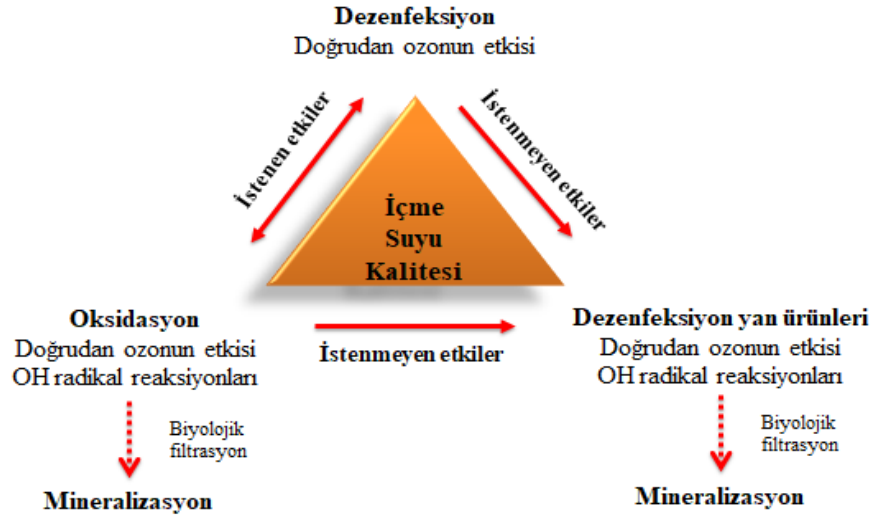 Dezenfeksiyon
Doğrudan ozonun etkisi
İstenen etkiler
İstenmeyen etkiler
İçme
Suyu
Kalitesi
Oksidasyon
Doğrudan ozonun etkisi
OH radikal reaksiyonları
İstenmeyen etkiler
Dezenfeksiyon yan ürünleri
Doğrudan ozonun etkisi
OH radikal reaksiyonları
Biyolojik
filtrasyon
Biyolojik
filtrasyon
Mineralizasyon
Mineralizasyon